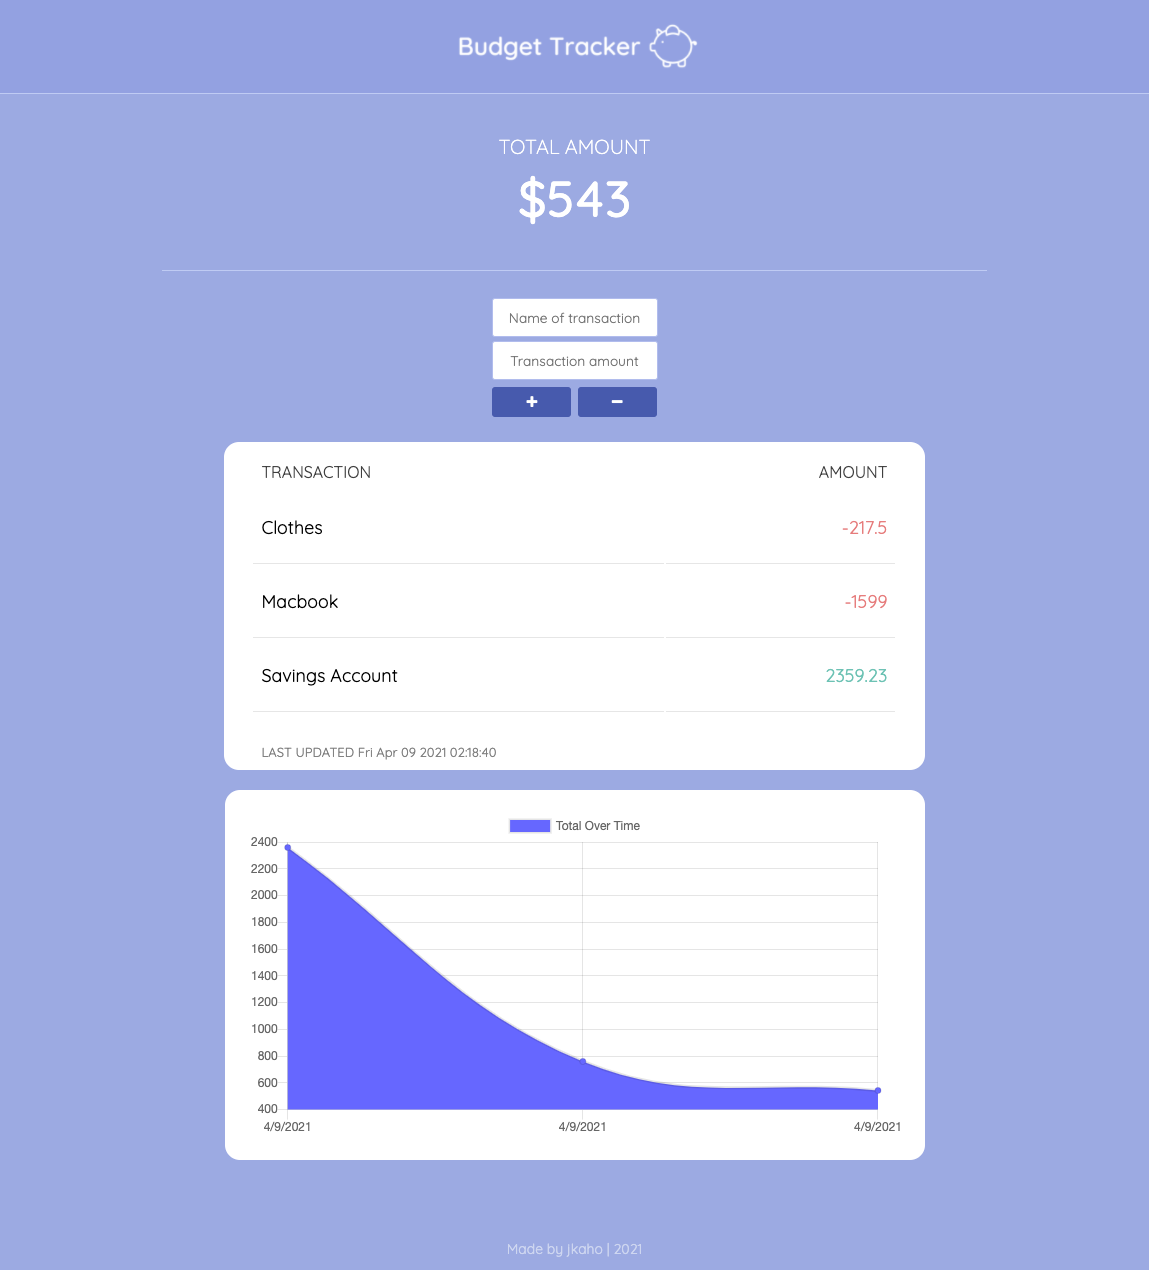 Budget Tracker
TOTAL AMOUNT
$543
Name of transaction
Transaction amount
+ −
TRANSACTION AMOUNT
Clothes -217.5
Macbook -1599
Savings Account 2359.23
LAST UPDATED Fri Apr 09 2021 02:18:40
Total Over Time
2400
2200
2000
1800
1600
1400
1200
1000
800
600
400
4/9/2021 4/9/2021 4/9/2021
Made by jkaho | 2021